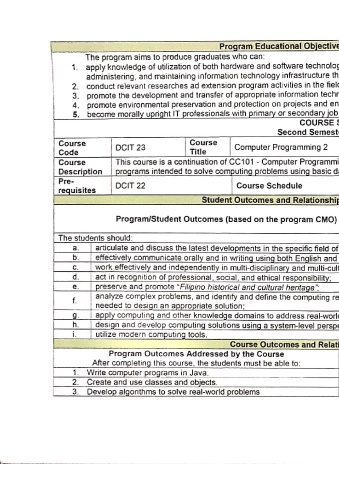 Program Educational Objective
The program aims to produce graduates who can:
1. apply knowledge of utilization of both hardware and software technolog
administering, and maintaining information technology infrastructure th
2. conduct relevant researches ad extension program activities in the fiel
3. promote the development and transfer of appropriate information techn
4. promote environmental preservation and protection on projects and en
5. become morally upright IT professionals with primary or secondary job
COURSE S
Second Semest
Course Code DCIT 23 Course Title Computer Programming 2
Course Description This course is a continuation of CC101 - Computer Programmi
programs intended to solve computing problems using basic d
Pre-requisites DCIT 22 Course Schedule
Student Outcomes and Relationship
Program/Student Outcomes (based on the program CMO)
The students should:
a. articulate and discuss the latest developments in the specific field of
b. effectively communicate orally and in writing using both English and
c. work effectively and independently in multi-disciplinary and multi-cult
d. act in recognition of professional, social, and ethical responsibility;
e. preserve and promote "Filipino historical and cultural heritage";
f. analyze complex problems, and identify and define the computing re
needed to design an appropriate solution;
g. apply computing and other knowledge domains to address real-worl
h. design and develop computing solutions using a system-level perspe
i. utilize modern computing tools.
Course Outcomes and Relati
Program Outcomes Addressed by the Course
After completing this course, the students must be able to:
1. Write computer programs in Java.
2. Create and use classes and objects.
3. Develop algorithms to solve real-world problems